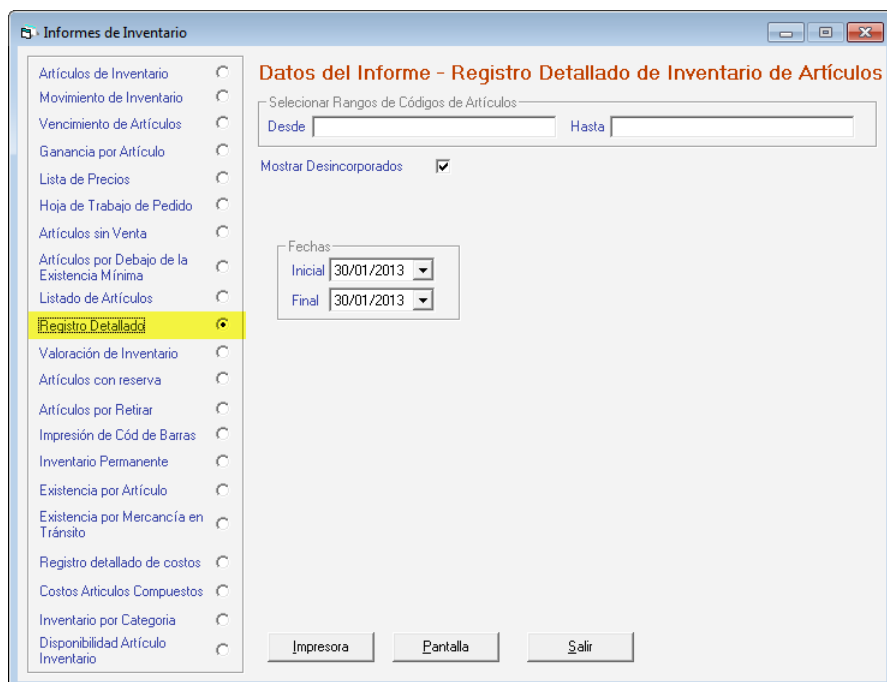 Informes de Inventario
Artículos de Inventario
Movimiento de Inventario
Vencimiento de Artículos
Ganancia por Artículo
Lista de Precios
Hoja de Trabajo de Pedido
Artículos sin Venta
Artículos por Debajo de la
Existencia Mínima
Listado de Artículos
Registro Detallado
Valoración de Inventario
Artículos con reserva
Artículos por Retirar
Impresión de Cód de Barras
Inventario Permanente
Existencia por Artículo
Existencia por Mercancía en
Tránsito
Registro detallado de costos
Costos Articulos Compuestos
Inventario por Categoria
Disponibilidad Artículo
Inventario
Datos del Informe - Registro Detallado de Inventario de Artículos
Selecionar Rangos de Códigos de Artículos
Desde Hasta
Mostrar Desincorporados
Fechas
Inicial 30/01/2013
Final 30/01/2013
Impresora Pantalla Salir